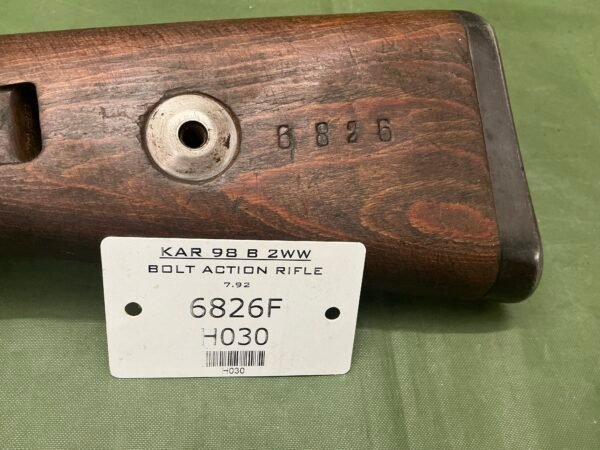 6826
KAR 98 B 2WW
BOLT ACTION RIFLE
7.92
6826F
H030
H030